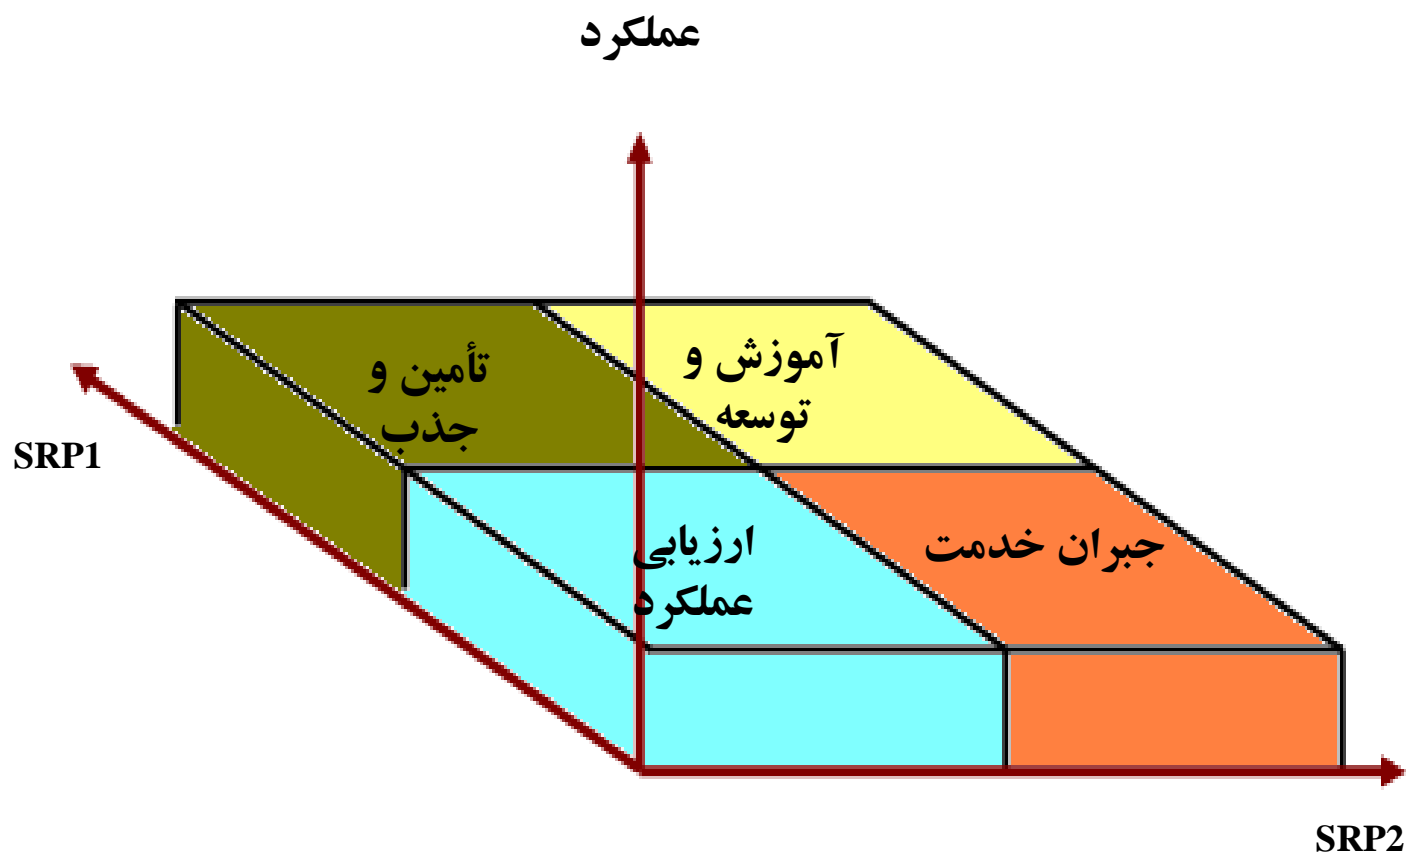 عملکرد
آموزش و
توسعه
تأمین و
جذب
SRP1
جبران خدمت
ارزیابی
عملکرد
SRP2